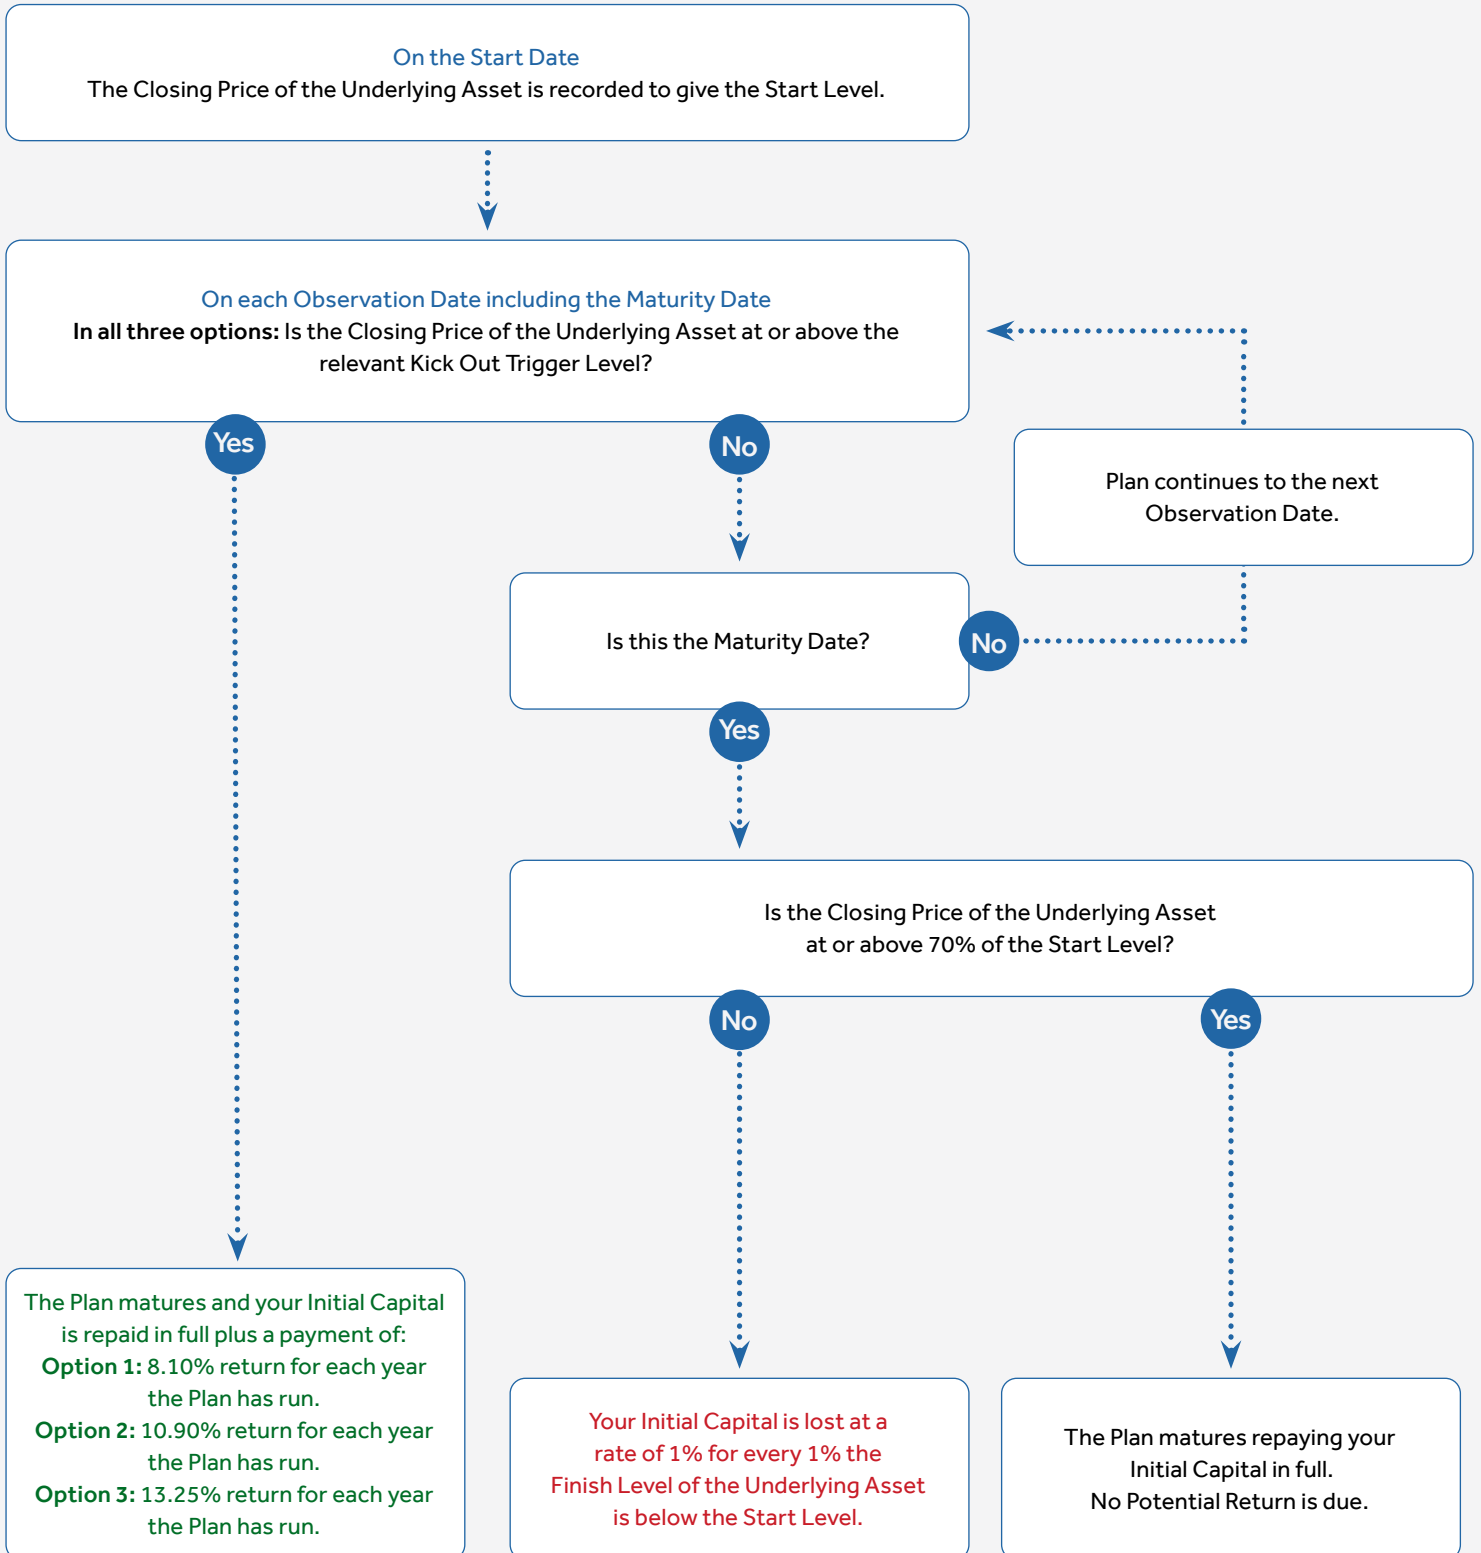 On the Start Date
The Closing Price of the Underlying Asset is recorded to give the Start Level.
On each Observation Date including the Maturity Date
In all three options: Is the Closing Price of the Underlying Asset at or above the
relevant Kick Out Trigger Level?
Yes
No
Plan continues to the next
Observation Date.
Is this the Maturity Date?
No
Yes
Is the Closing Price of the Underlying Asset
at or above 70% of the Start Level?
No
Yes
The Plan matures and your Initial Capital
is repaid in full plus a payment of:
Option 1: 8.10% return for each year
the Plan has run.
Option 2: 10.90% return for each year
the Plan has run.
Option 3: 13.25% return for each year
the Plan has run.
Your Initial Capital is lost at a
rate of 1% for every 1% the
Finish Level of the Underlying Asset
is below the Start Level.
The Plan matures repaying your
Initial Capital in full.
No Potential Return is due.